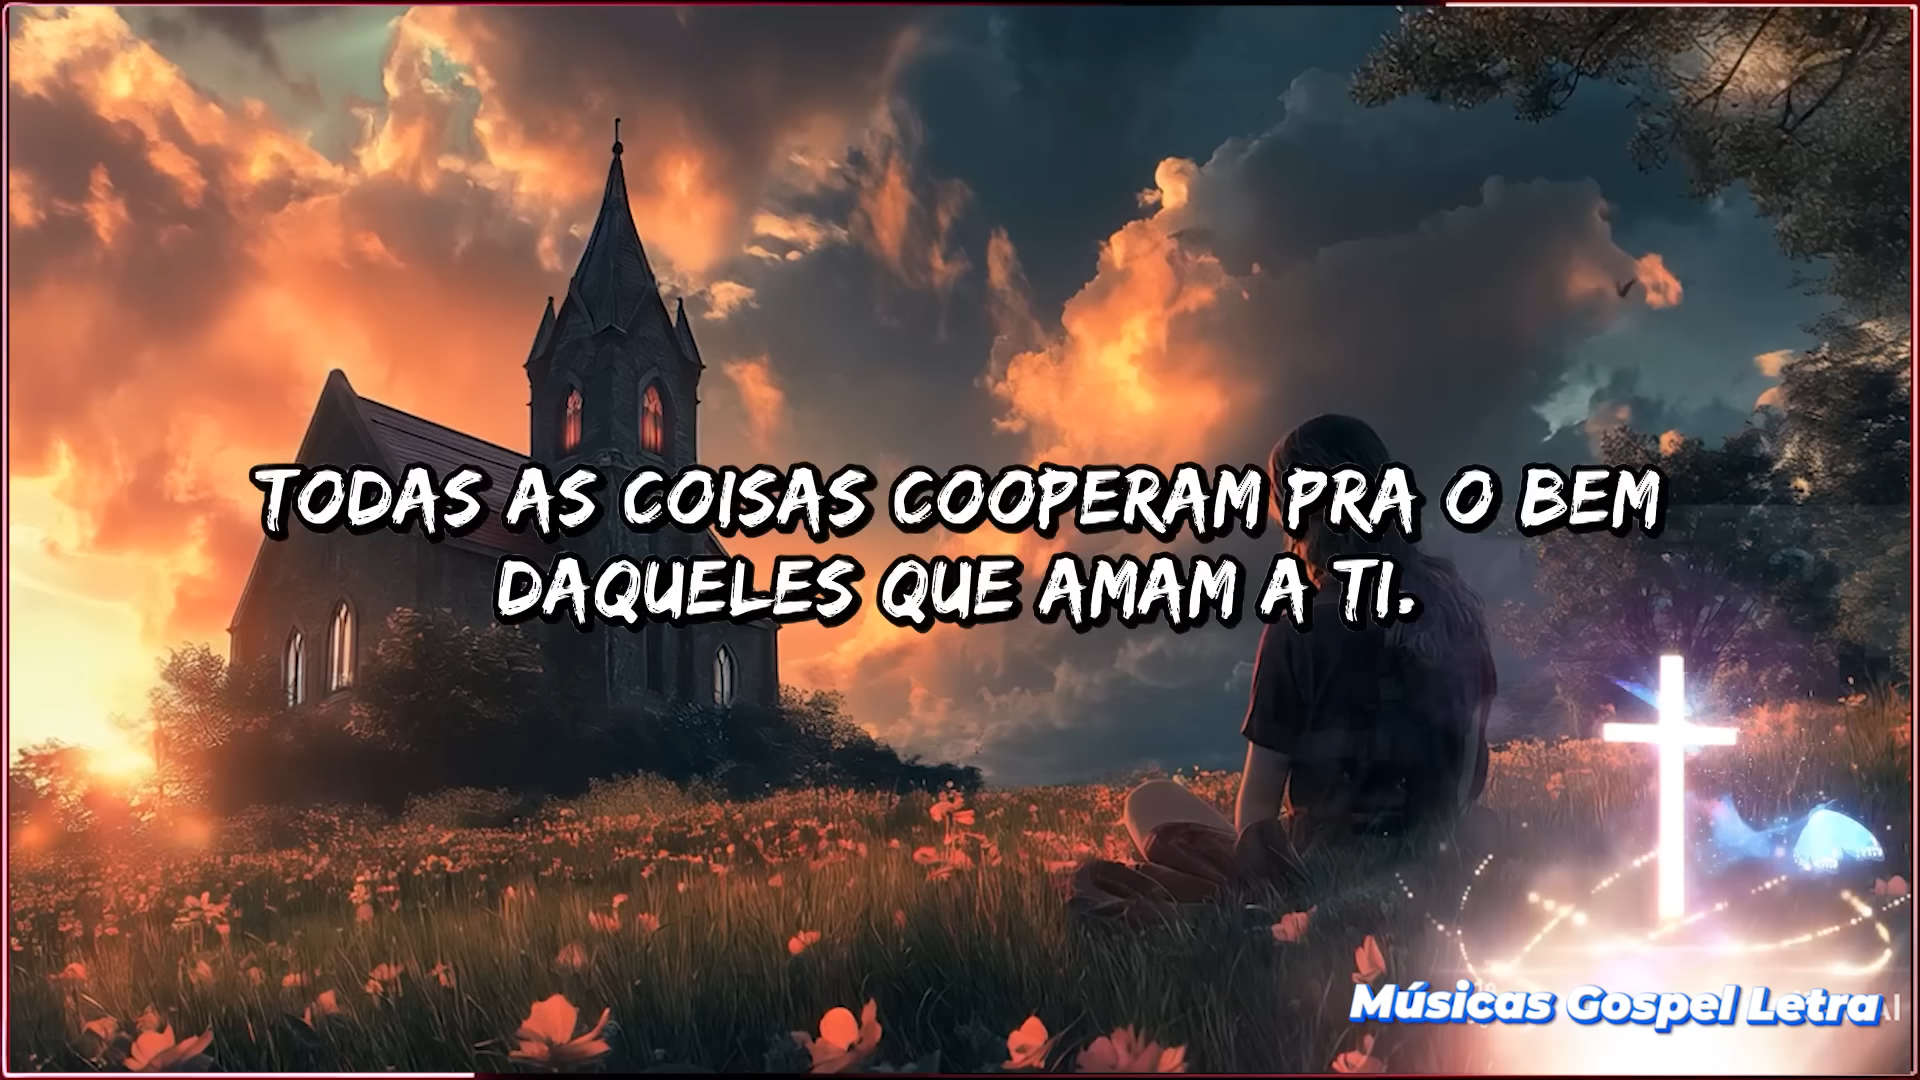 TODAS AS COISAS COOPERAM PRA O BEM
DAQUELES QUE AMAM A TI.
Músicas Gospel Letra